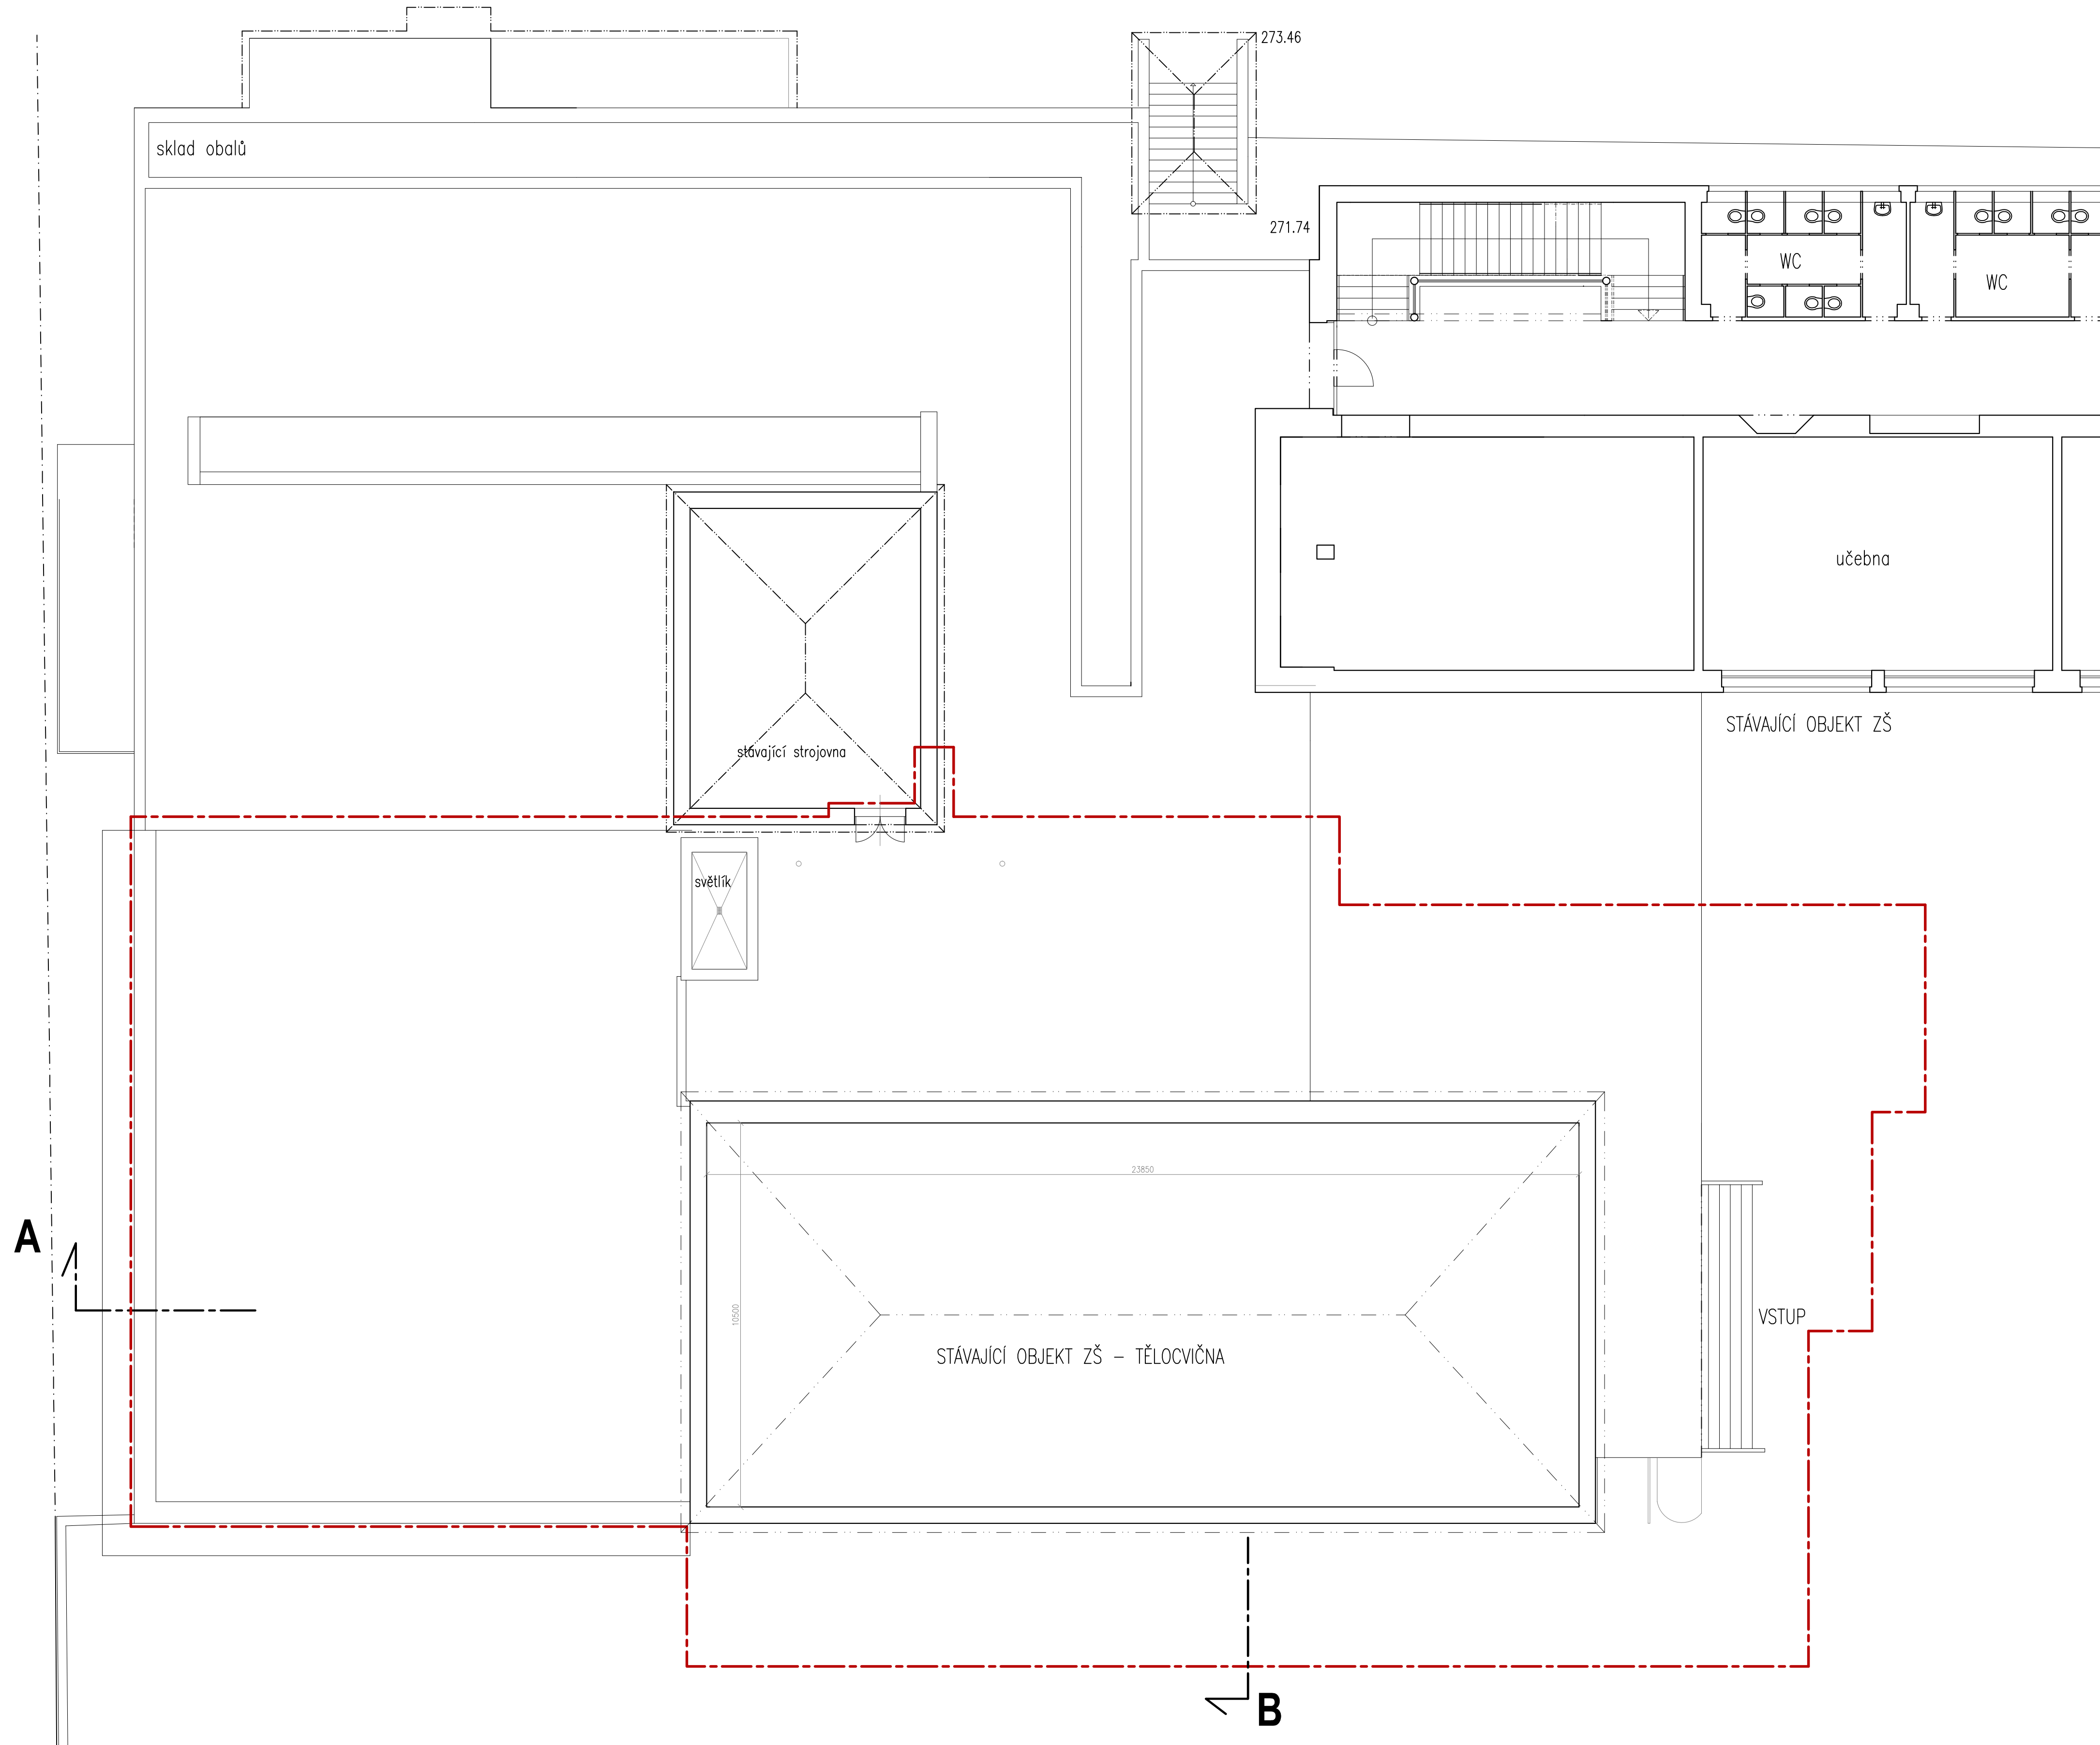 273.46
sklad obalů
271.74
WC
WC
učebna
STÁVAJÍCÍ OBJEKT ZŠ
stávající strojovna
světlík
23850
A
10500
VSTUP
STÁVAJÍCÍ OBJEKT ZŠ – TĚLOCVIČNA
B